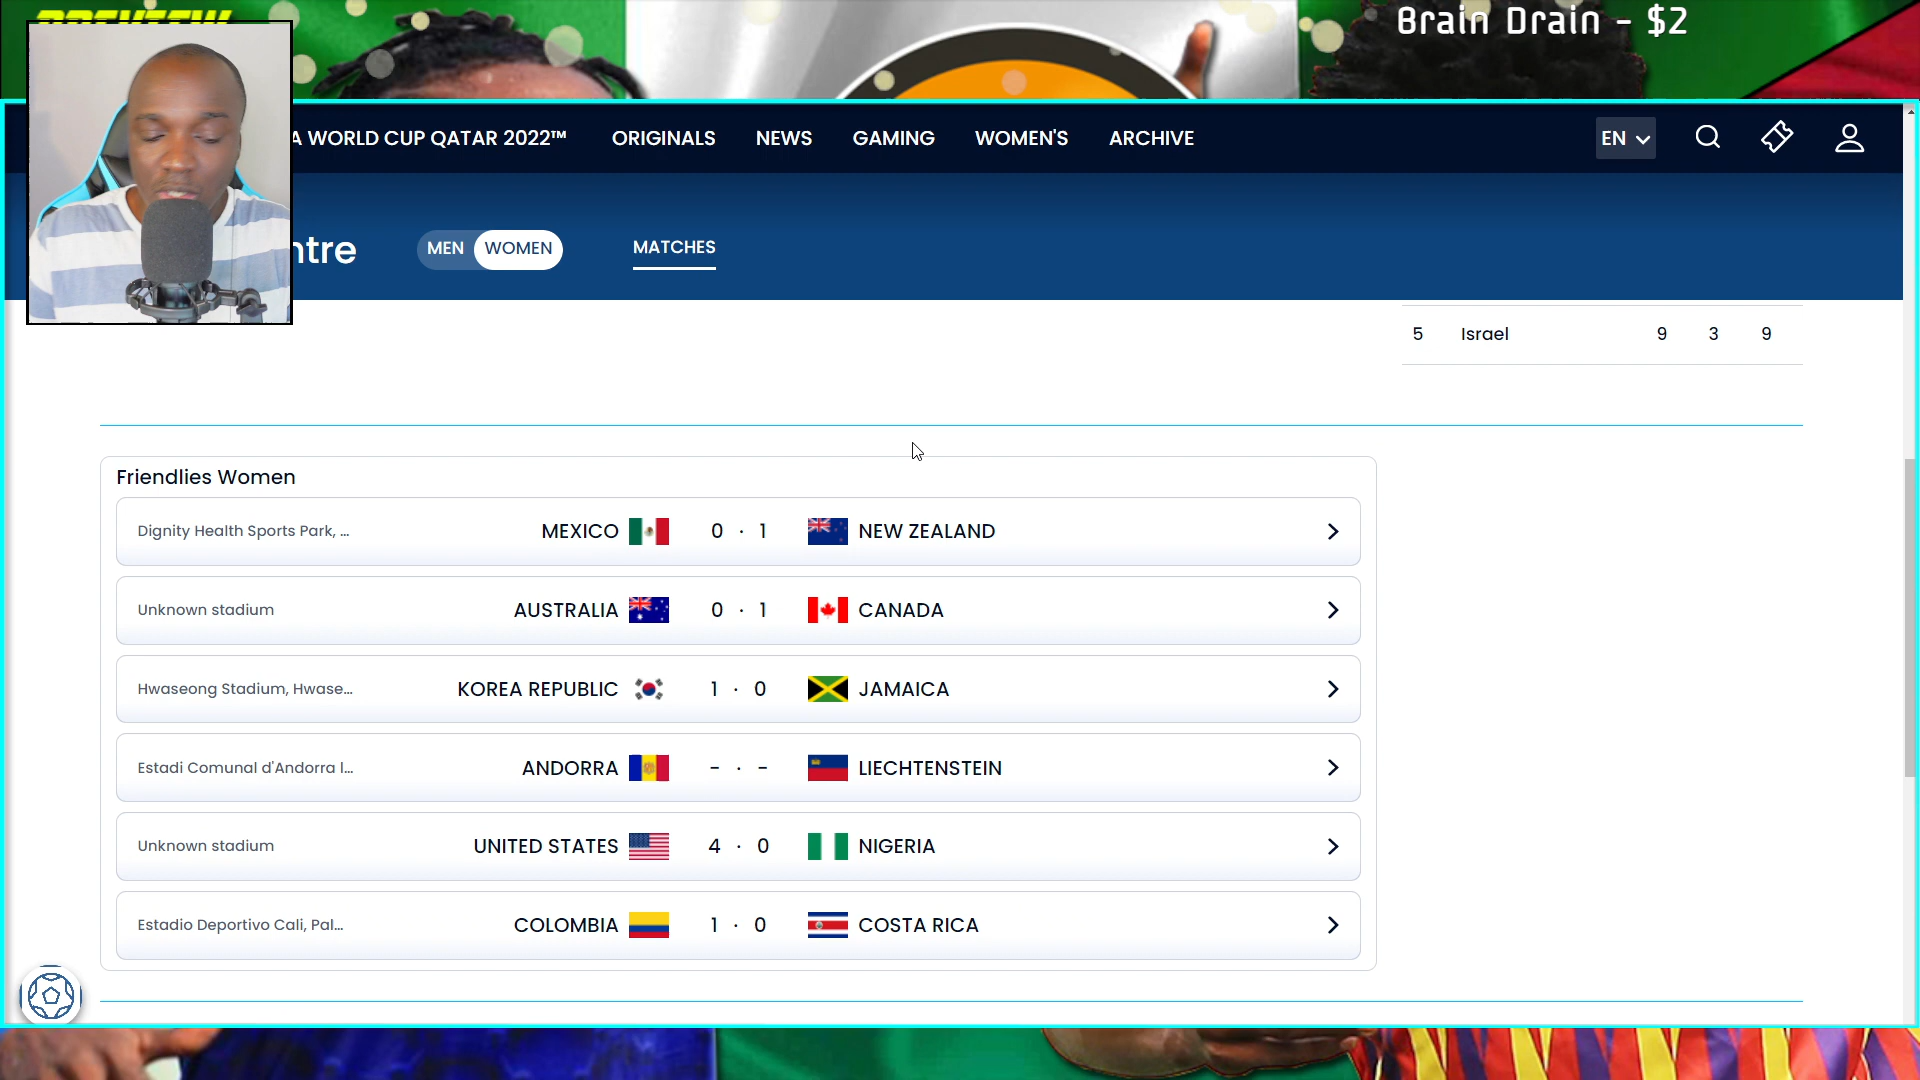 Brain Drain - $2
A WORLD CUP QATAR 2022™ ORIGINALS NEWS GAMING WOMEN'S ARCHIVE EN
ntre MEN WOMEN MATCHES
5 Israel 9 3 9
Friendlies Women
Dignity Health Sports Park, ... MEXICO 0 · 1 NEW ZEALAND
Unknown stadium AUSTRALIA 0 · 1 CANADA
Hwaseong Stadium, Hwase... KOREA REPUBLIC 1 · 0 JAMAICA
Estadi Comunal d'Andorra l... ANDORRA - · - LIECHTENSTEIN
Unknown stadium UNITED STATES 4 · 0 NIGERIA
Estadio Deportivo Cali, Pal... COLOMBIA 1 · 0 COSTA RICA